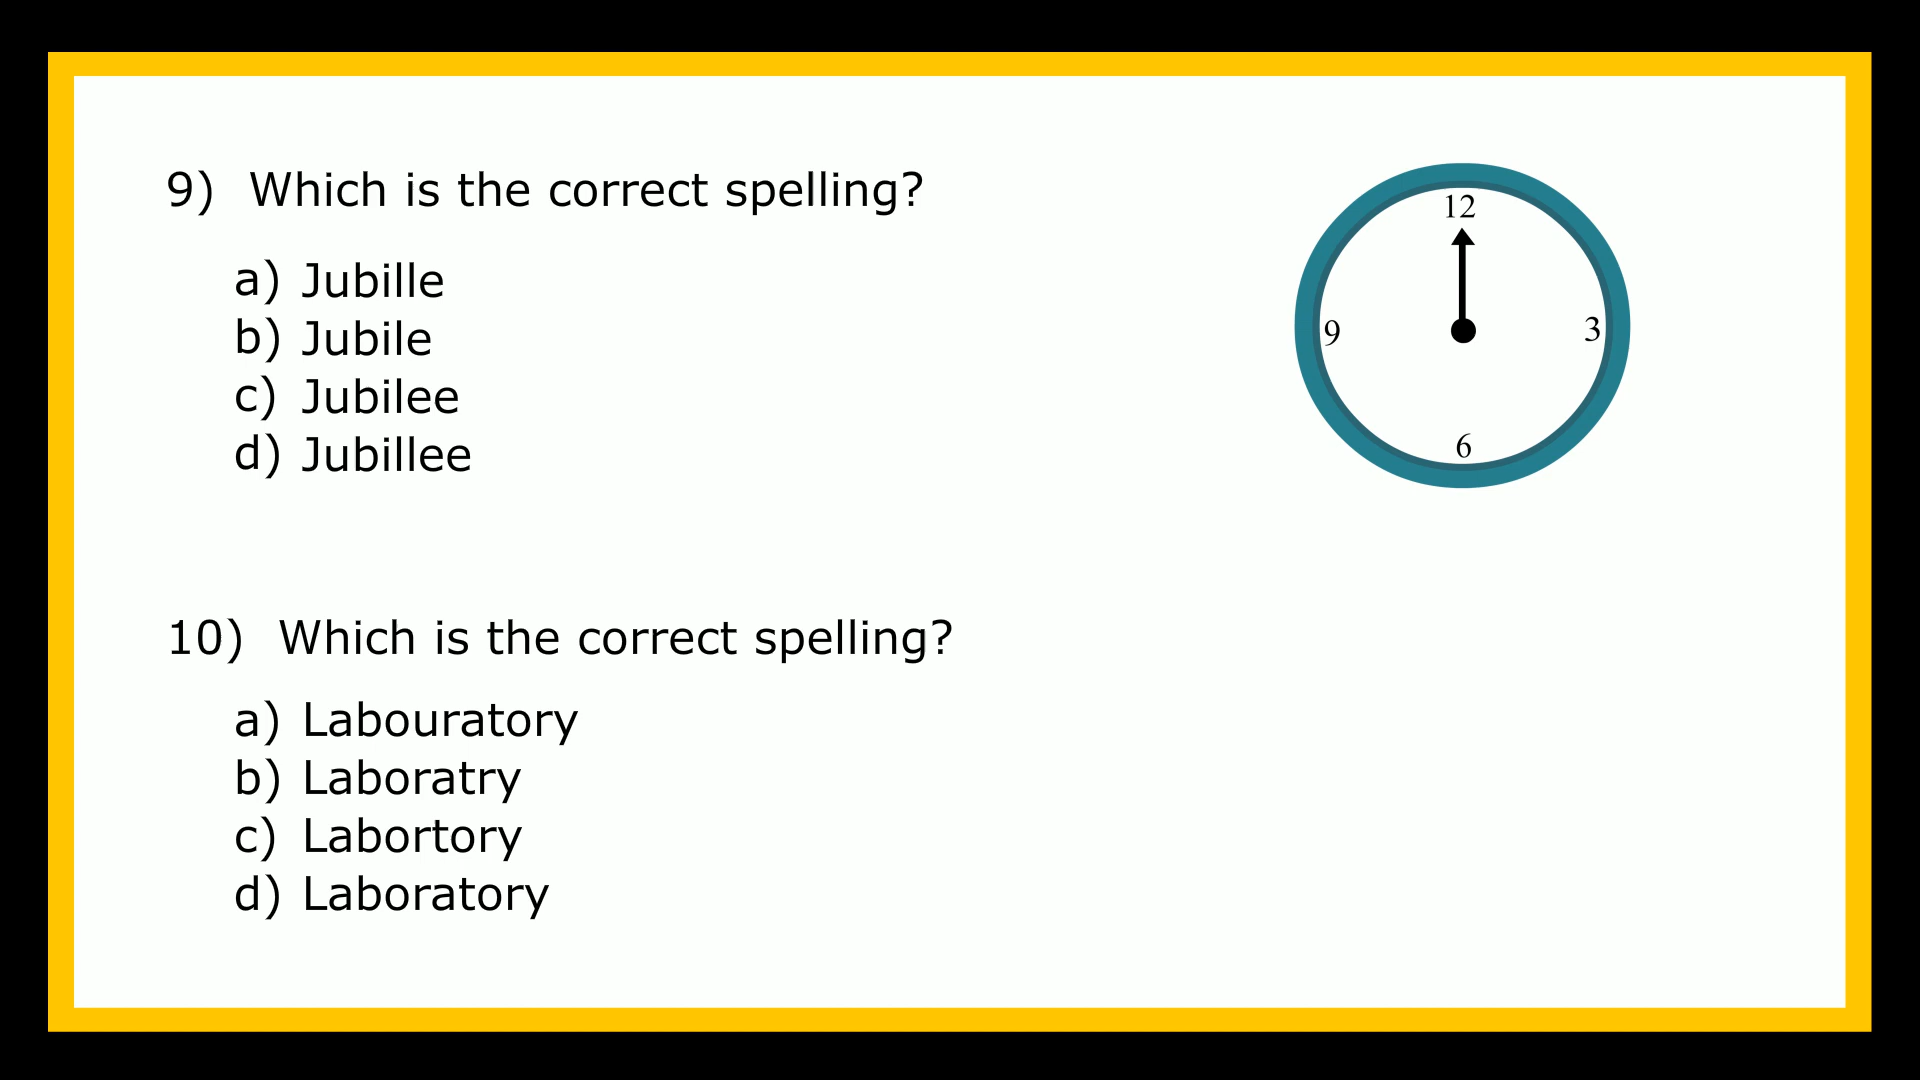 9) Which is the correct spelling?
a) Jubille
b) Jubile
c) Jubilee
d) Jubillee
12
9
3
6
10) Which is the correct spelling?
a) Labouratory
b) Laboratry
c) Labortory
d) Laboratory